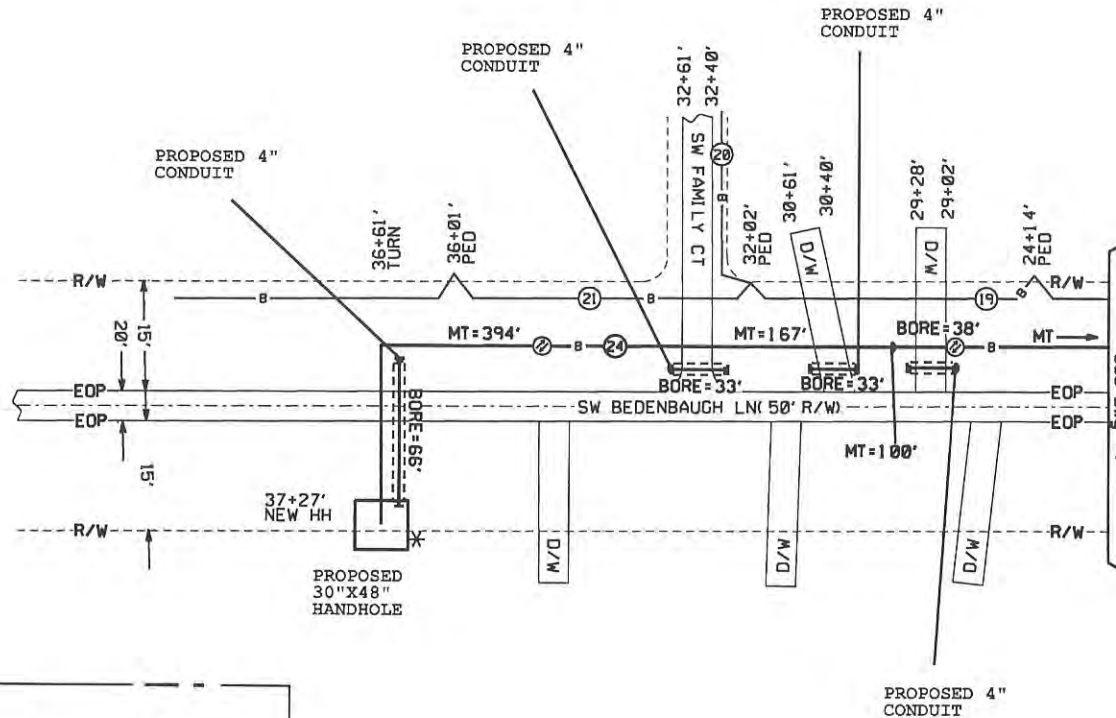 PROPOSED 4"
CONDUIT
PROPOSED 4"
CONDUIT
PROPOSED 4"
CONDUIT
36+61'
TURN
36+01'
PED
32+61'
32+40'
SW FAMILY CT
20
B
32+02'
PED
30+61'
30+40'
D/W
29+28'
29+02'
D/W
24+14'
PED
R/W
R/W
B
21
B
19
B
20'
15'
MT=394'
MT=167'
BORE=38'
MT
B
24
B
BORE=33'
BORE=33'
EOP
EOP
SW BEDENBAUGH LN(50' R/W)
EOP
EOP
BORE=66'
MT=100'
15'
37+27'
NEW HH
R/W
R/W
D/W
D/W
D/W
PROPOSED
30"X48"
HANDHOLE
PROPOSED 4"
CONDUIT